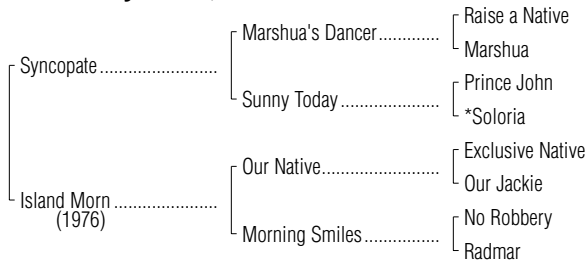 Raise a Native
Marshua's Dancer.............
Marshua
Syncopate.........................
Prince John
Sunny Today.....................
*Soloria
Exclusive Native
Our Native.........................
Our Jackie
Island Morn......................
(1976)
No Robbery
Morning Smiles................
Radmar